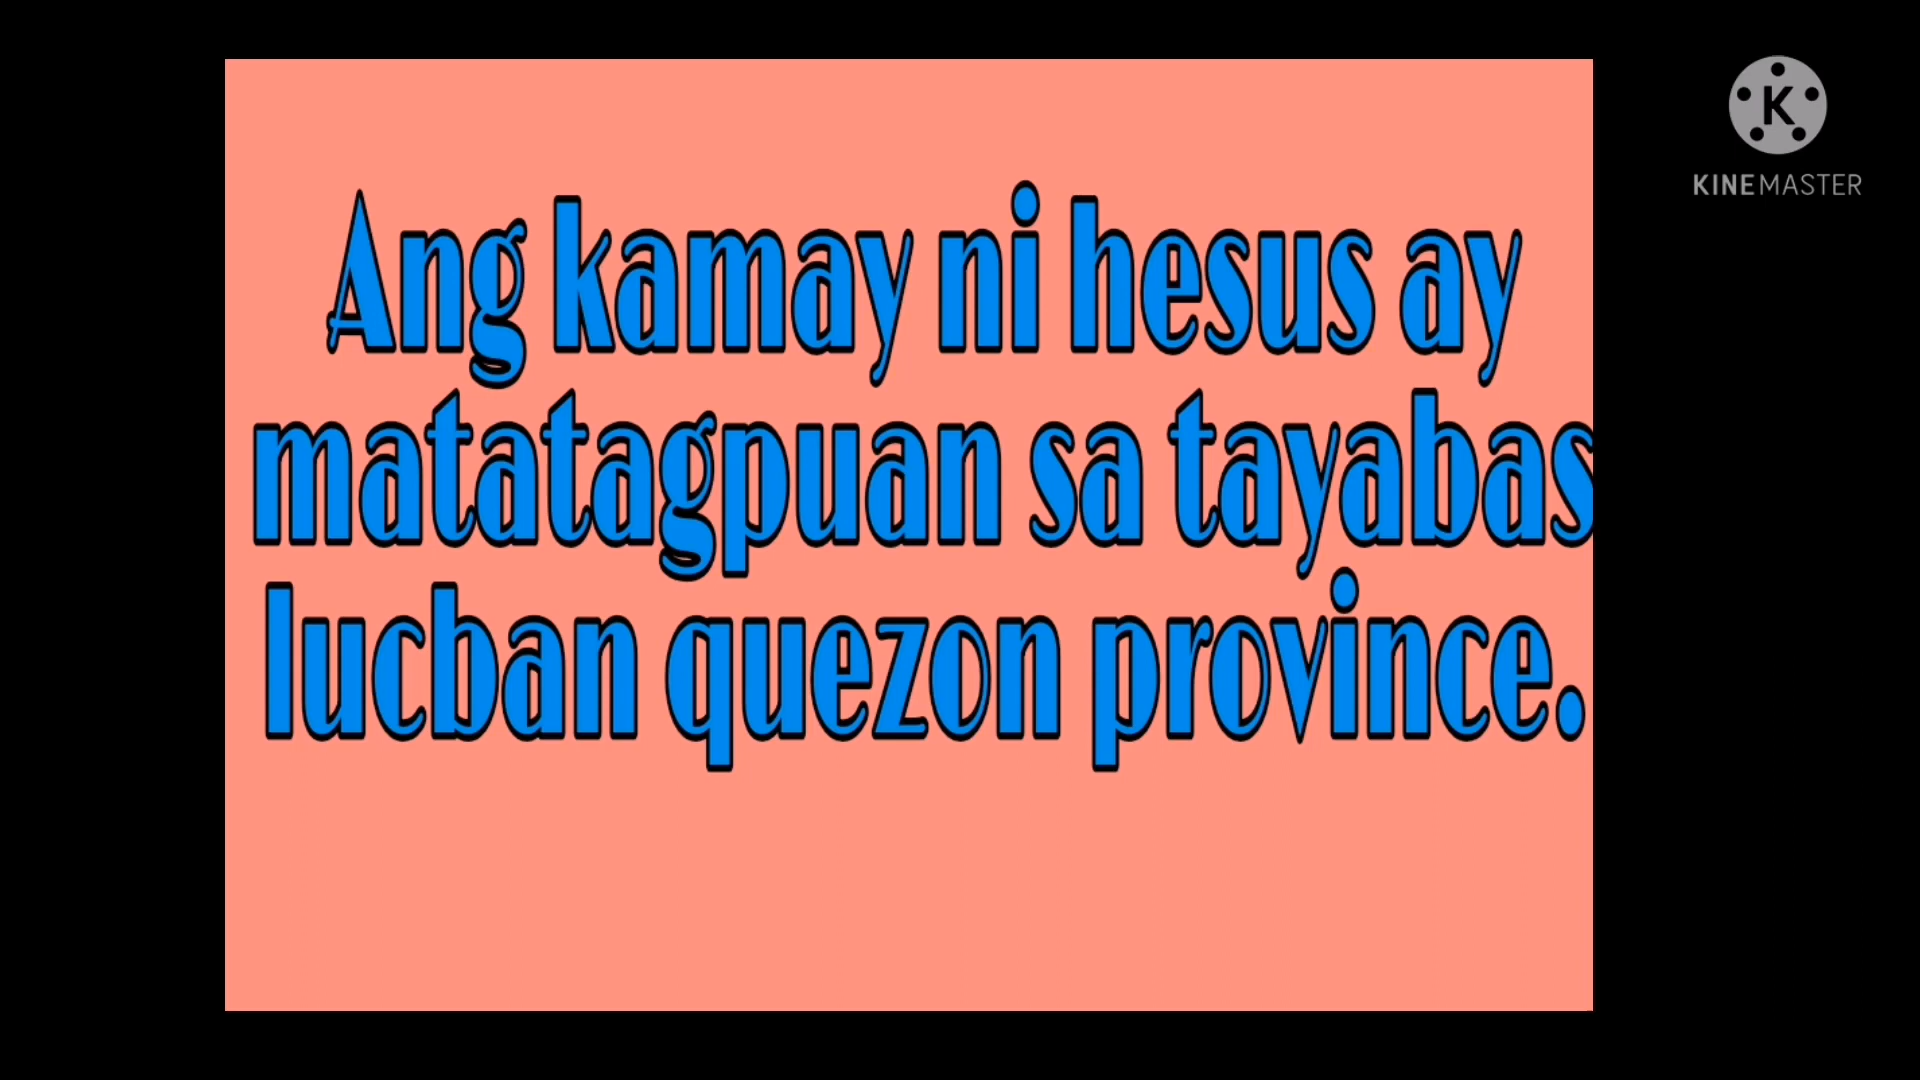 Ang kamay ni hesus ay
matatagpuan sa tayabas
lucban quezon province.
K
KINEMASTER